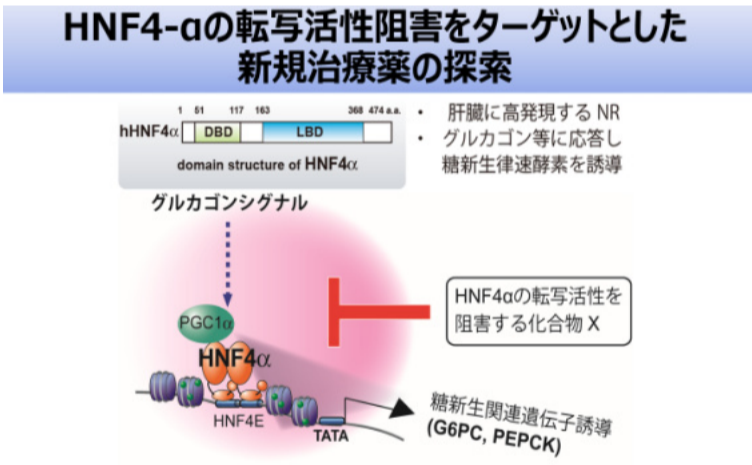 HNF4-αの転写活性阻害をターゲットとした
新規治療薬の探索
1 51 117 163 368 474 a.a.
hHNF4α DBD LBD
domain structure of HNF4α
・ 肝臓に高発現する NR
・ グルカゴン等に応答し
糖新生律速酵素を誘導
グルカゴンシグナル
PGC1α
HNF4α
HNF4E
TATA
HNF4αの転写活性を
阻害する化合物 X
糖新生関連遺伝子誘導
(G6PC, PEPCK)